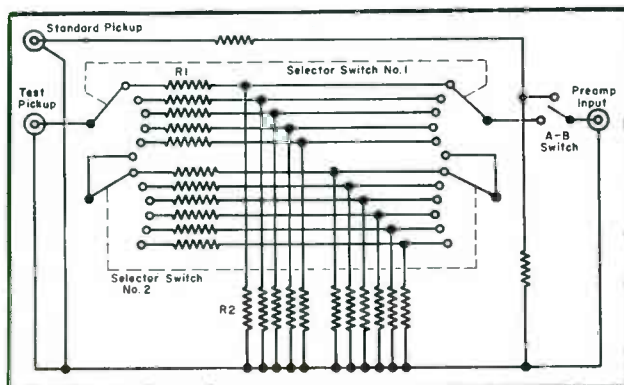 Standard Pickup
R1
Selector Switch No.1
Test
Pickup
Preamp
Input
A-B
Switch
Selector Switch
No. 2
R2